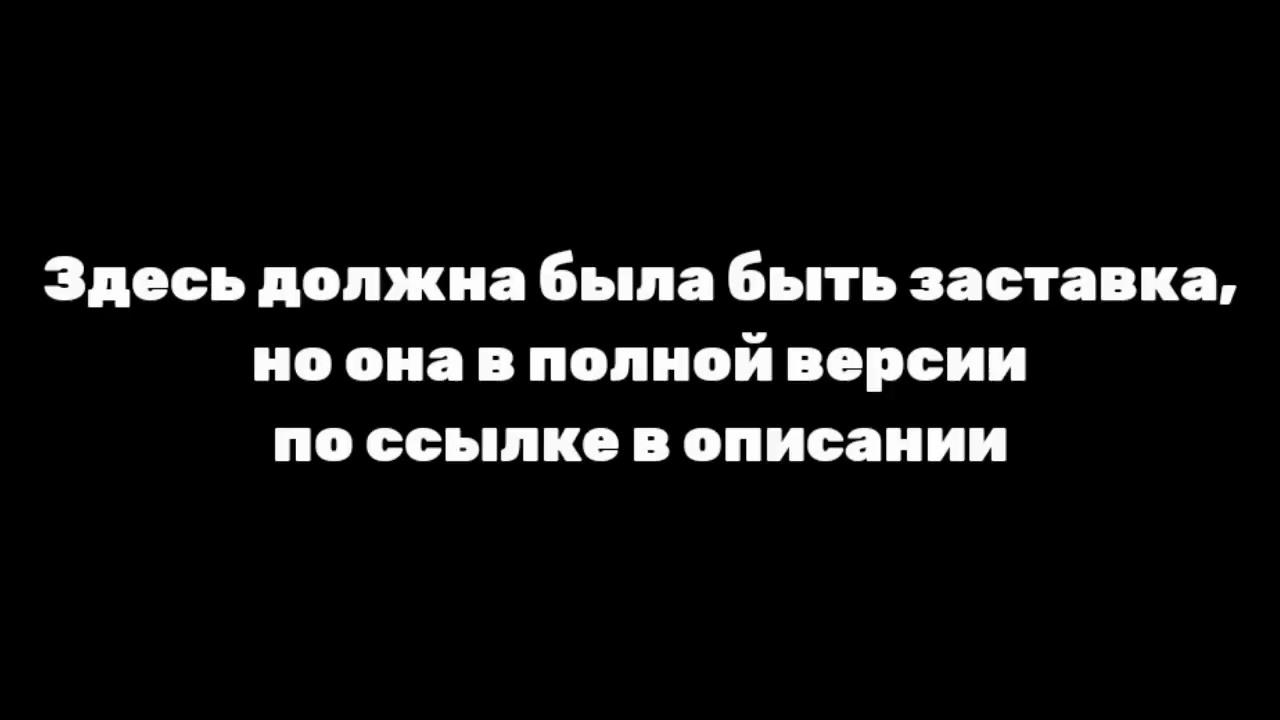 Здесь должна была быть заставка,
но она в полной версии
по ссылке в описании